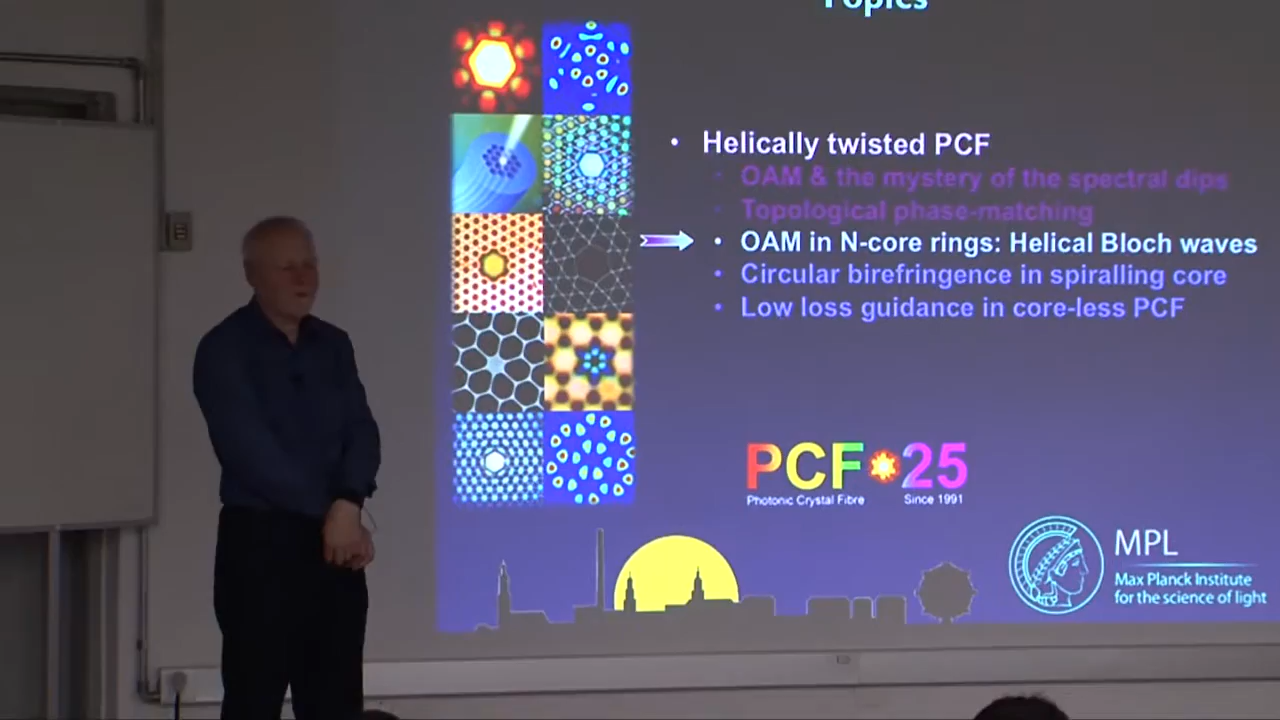 Topics
• Helically twisted PCF
• OAM & the mystery of the spectral dips
• Topological phase-matching
• OAM in N-core rings: Helical Bloch waves
• Circular birefringence in spiralling core
• Low loss guidance in core-less PCF
PCF 25
Photonic Crystal Fibre Since 1991
MPL
Max Planck Institute
for the science of light